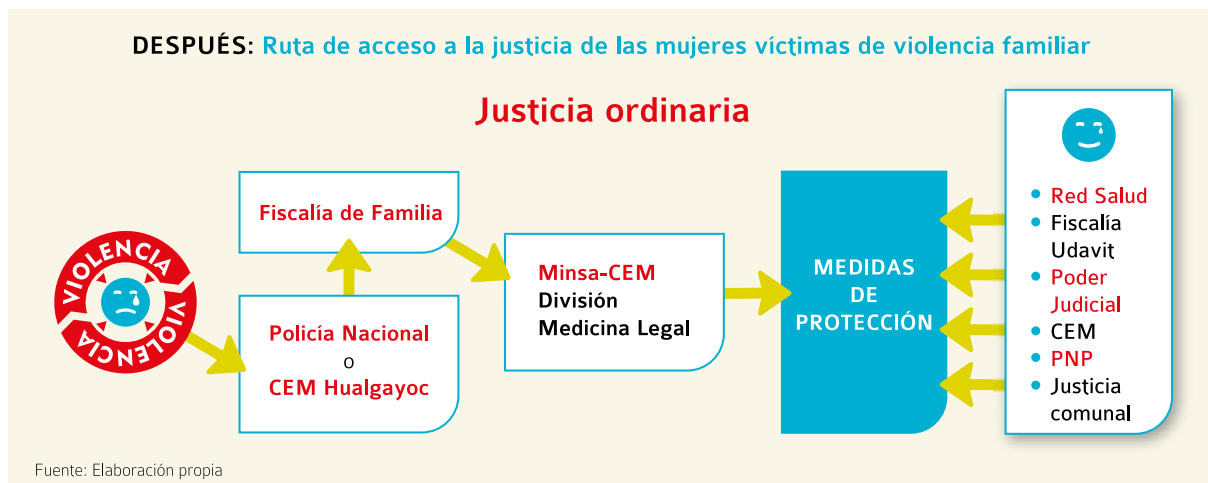 DESPUÉS: Ruta de acceso a la justicia de las mujeres víctimas de violencia familiar
Justicia ordinaria
VIOLENCIA
VIOLENCIA
VIOLENCIA
Policía Nacional
o
CEM Hualgayoc
Fiscalía de Familia
Minsa-CEM
División
Medicina Legal
MEDIDAS
DE
PROTECCIÓN
• Red Salud
• Fiscalía
Udavit
• Poder
Judicial
• CEM
• PNP
• Justicia
comunal
Fuente: Elaboración propia